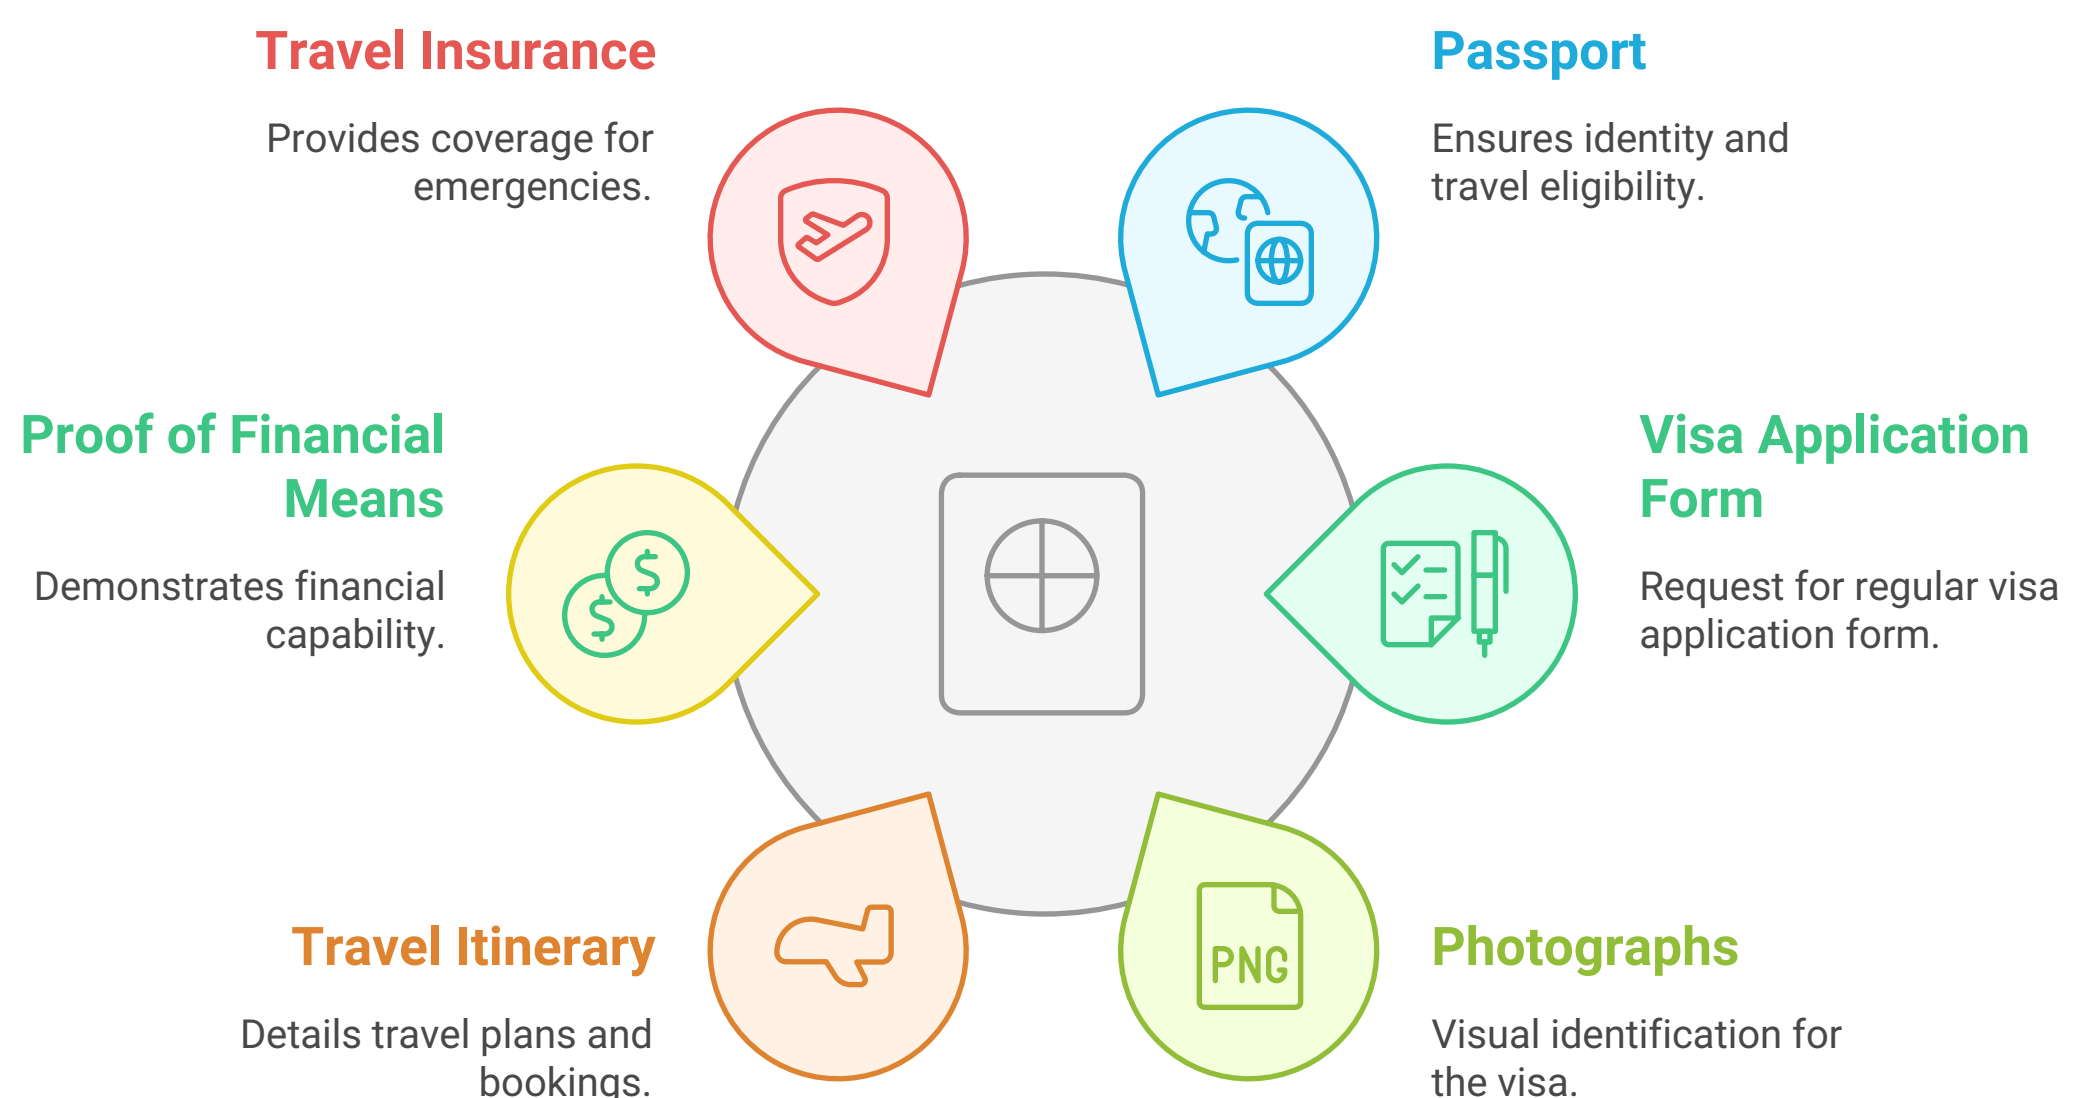 Travel Insurance
Provides coverage for
emergencies.
Passport
Ensures identity and
travel eligibility.
Proof of Financial
Means
Demonstrates financial
capability.
$
$
Visa Application
Form
Request for regular visa
application form.
Travel Itinerary
Details travel plans and
bookings.
PNG
Photographs
Visual identification for
the visa.